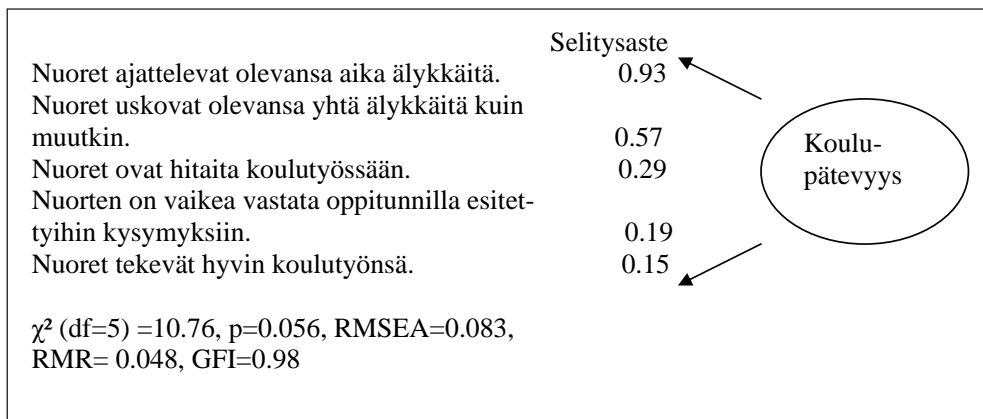 Selitysaste
Nuoret ajattelevat olevansa aika älykkäitä. 0.93
Nuoret uskovat olevansa yhtä älykkäitä kuin
muutkin. 0.57
Nuoret ovat hitaita koulutyössään. 0.29
Nuorten on vaikea vastata oppitunnilla esitet-
tyihin kysymyksiin. 0.19
Nuoret tekevät hyvin koulutyönsä. 0.15
Koulu-
pätevyys
χ² (df=5) =10.76, p=0.056, RMSEA=0.083,
RMR= 0.048, GFI=0.98